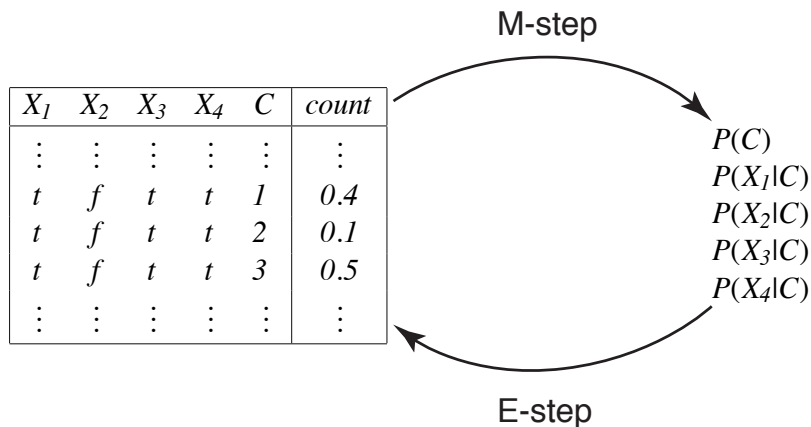 M-step
X1 X2 X3 X4 C count
⋮ ⋮ ⋮ ⋮ ⋮ ⋮
t f t t 1 0.4
t f t t 2 0.1
t f t t 3 0.5
⋮ ⋮ ⋮ ⋮ ⋮ ⋮
P(C)
P(X1|C)
P(X2|C)
P(X3|C)
P(X4|C)
E-step